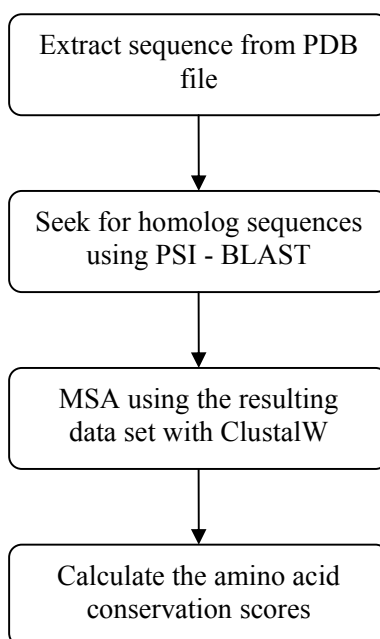 Extract sequence from PDB
file
Seek for homolog sequences
using PSI - BLAST
MSA using the resulting
data set with ClustalW
Calculate the amino acid
conservation scores